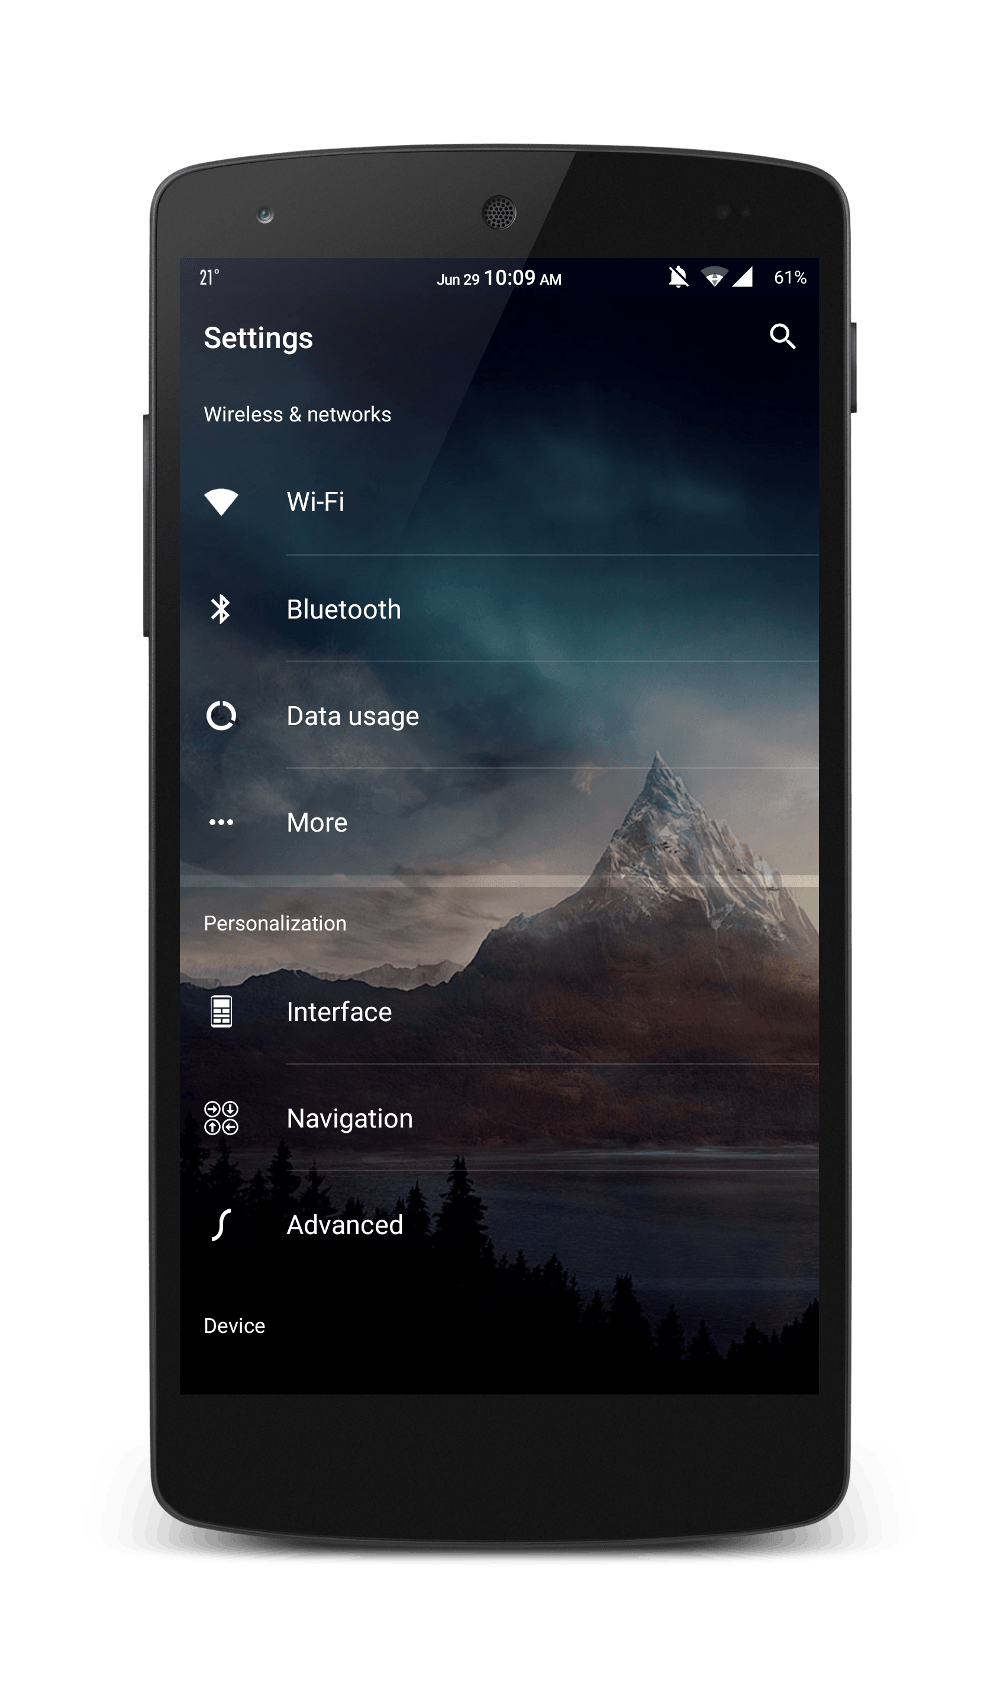 21° Jun 29 10:09 AM 61%
Settings
Wireless & networks
Wi-Fi
Bluetooth
Data usage
More
Personalization
Interface
Navigation
Advanced
Device